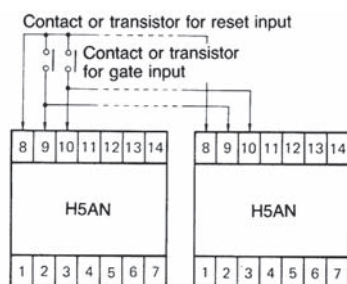 Contact or transistor for reset input
Contact or transistor
for gate input
8 9 10 11 12 13 14
8 9 10 11 12 13 14
H5AN
H5AN
1 2 3 4 5 6 7
1 2 3 4 5 6 7